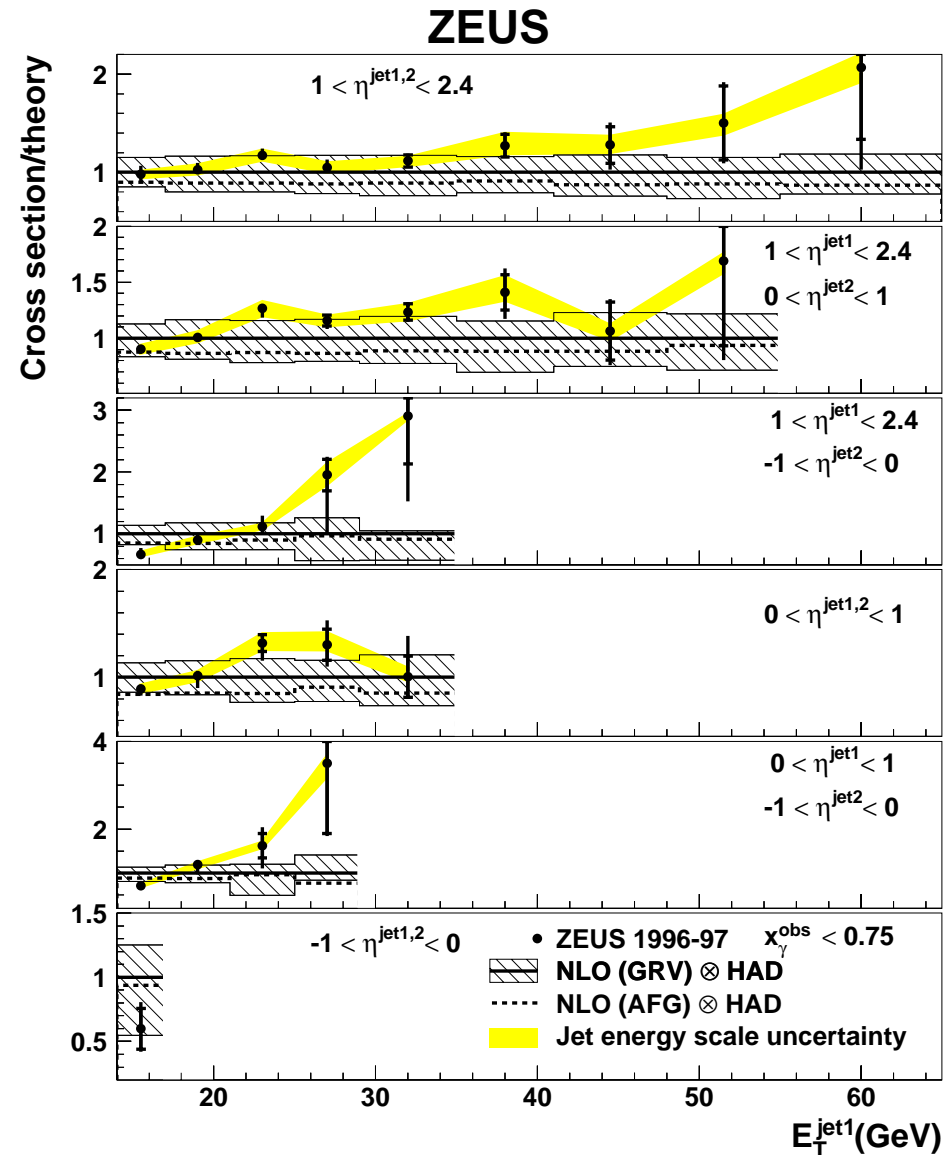 ZEUS
Cross section/theory
2
1 < η^jet1,2 < 2.4
1
2
1 < η^jet1 < 2.4
1.5
0 < η^jet2 < 1
1
3
1 < η^jet1 < 2.4
-1 < η^jet2 < 0
2
1
2
0 < η^jet1,2 < 1
1
4
0 < η^jet1 < 1
-1 < η^jet2 < 0
2
1.5
-1 < η^jet1,2 < 0
ZEUS 1996-97 x_γ^obs < 0.75
1
NLO (GRV) ⊗ HAD
NLO (AFG) ⊗ HAD
0.5
Jet energy scale uncertainty
20 30 40 50 60
E_T^jet1(GeV)